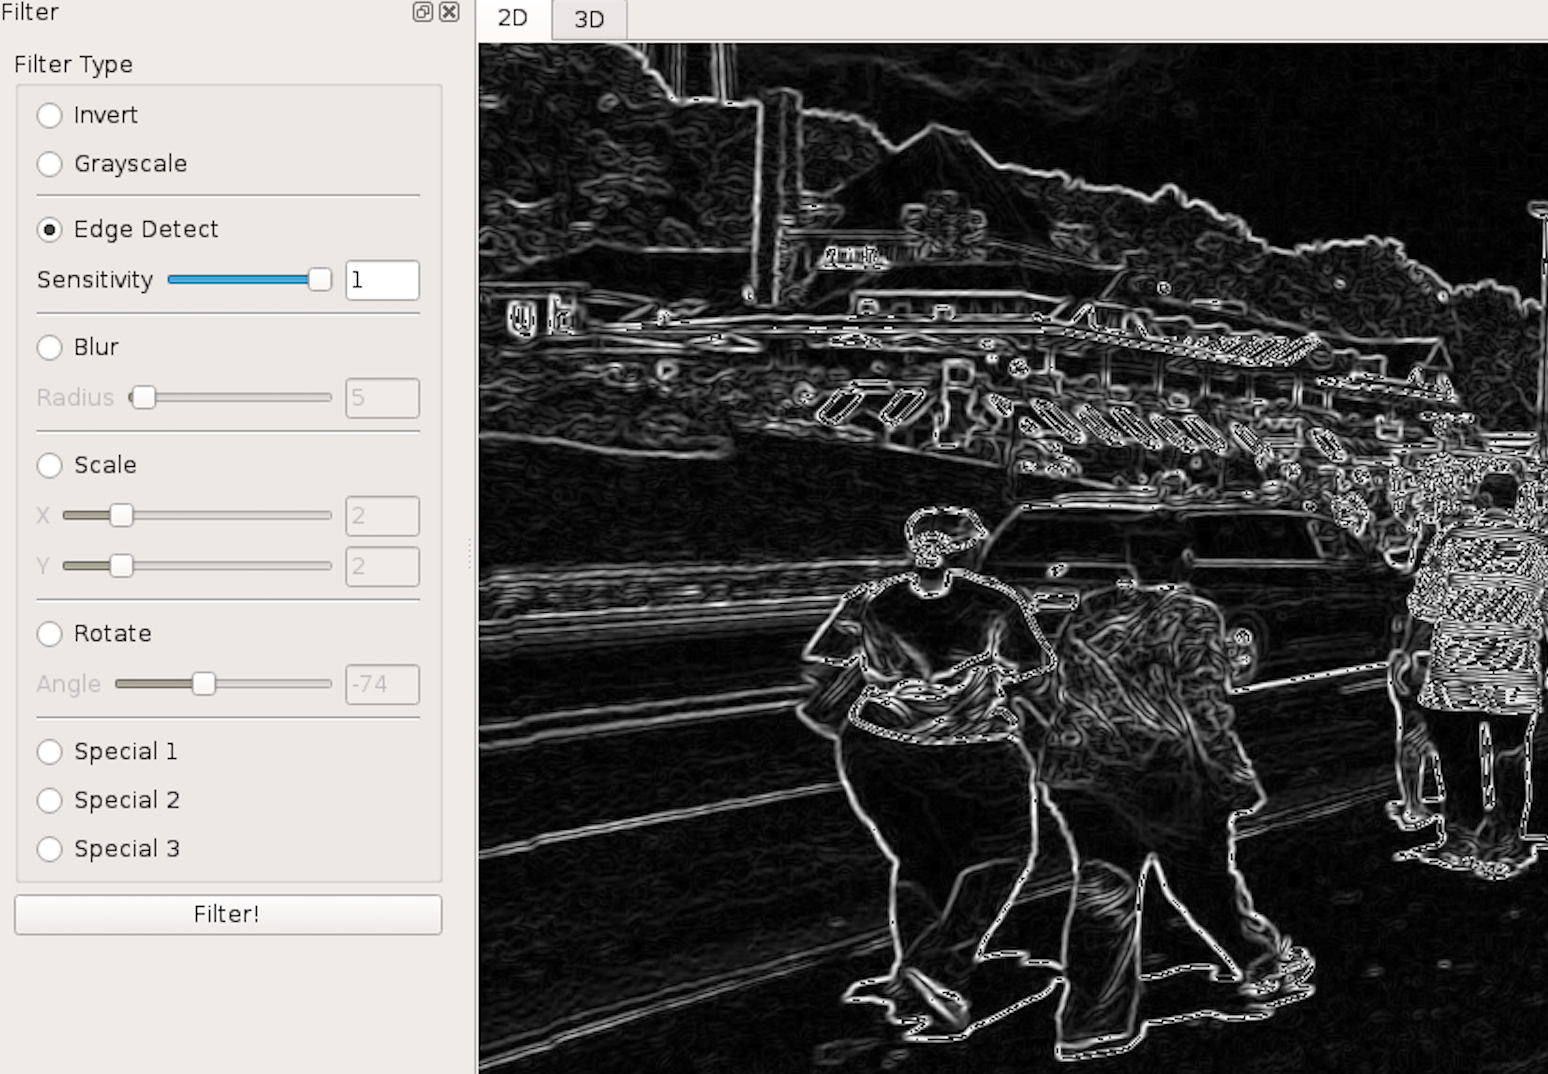 Filter
2D 3D
Filter Type
Invert
Grayscale
Edge Detect
Sensitivity 1
Blur
Radius 5
Scale
X 2
Y 2
Rotate
Angle -74
Special 1
Special 2
Special 3
Filter!